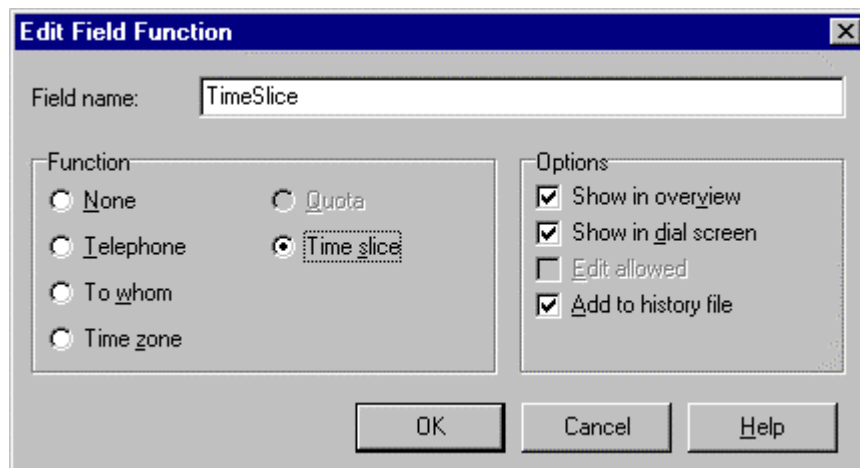 Edit Field Function
Field name: TimeSlice
Function
None
Quota
Telephone
Time slice
To whom
Time zone
Options
Show in overview
Show in dial screen
Edit allowed
Add to history file
OK
Cancel
Help